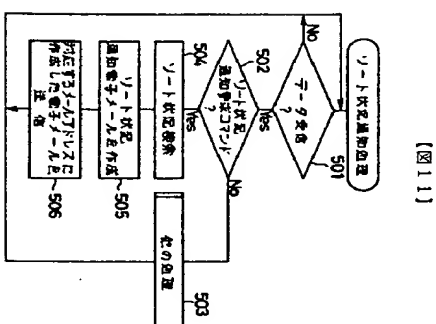 【図11】
ソート状況通知処理
データ受信
?
501
No
Yes
ソート状況
通知要求コマンド
?
502
No
Yes
他の処理
503
ソート状況検索
504
ソート状況
通知電子メールを作成
505
対応するメールアドレスに
作成した電子メールを
送信
506